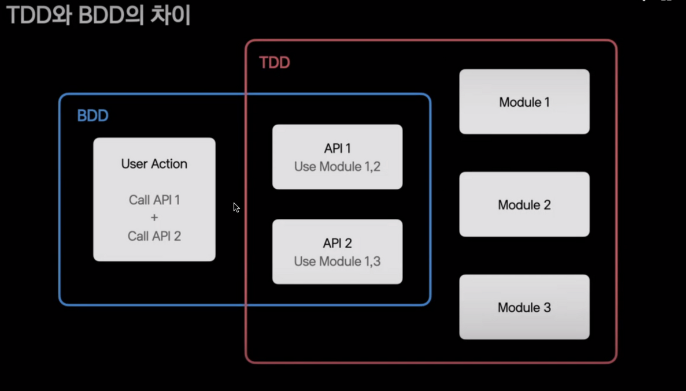 TDD와 BDD의 차이
TDD
BDD
User Action
Call API 1
+
Call API 2
API 1
Use Module 1,2
API 2
Use Module 1,3
Module 1
Module 2
Module 3